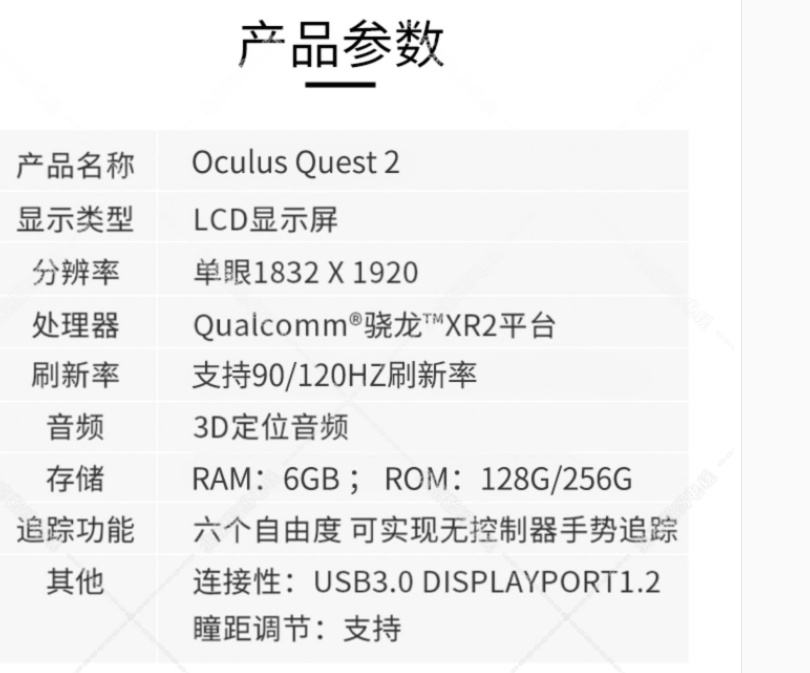 产品参数
产品名称 Oculus Quest 2
显示类型 LCD显示屏
分辨率 单眼1832 X 1920
处理器 Qualcomm®骁龙™XR2平台
刷新率 支持90/120HZ刷新率
音频 3D定位音频
存储 RAM：6GB ； ROM：128G/256G
追踪功能 六个自由度 可实现无控制器手势追踪
其他 连接性：USB3.0 DISPLAYPORT1.2
瞳距调节：支持